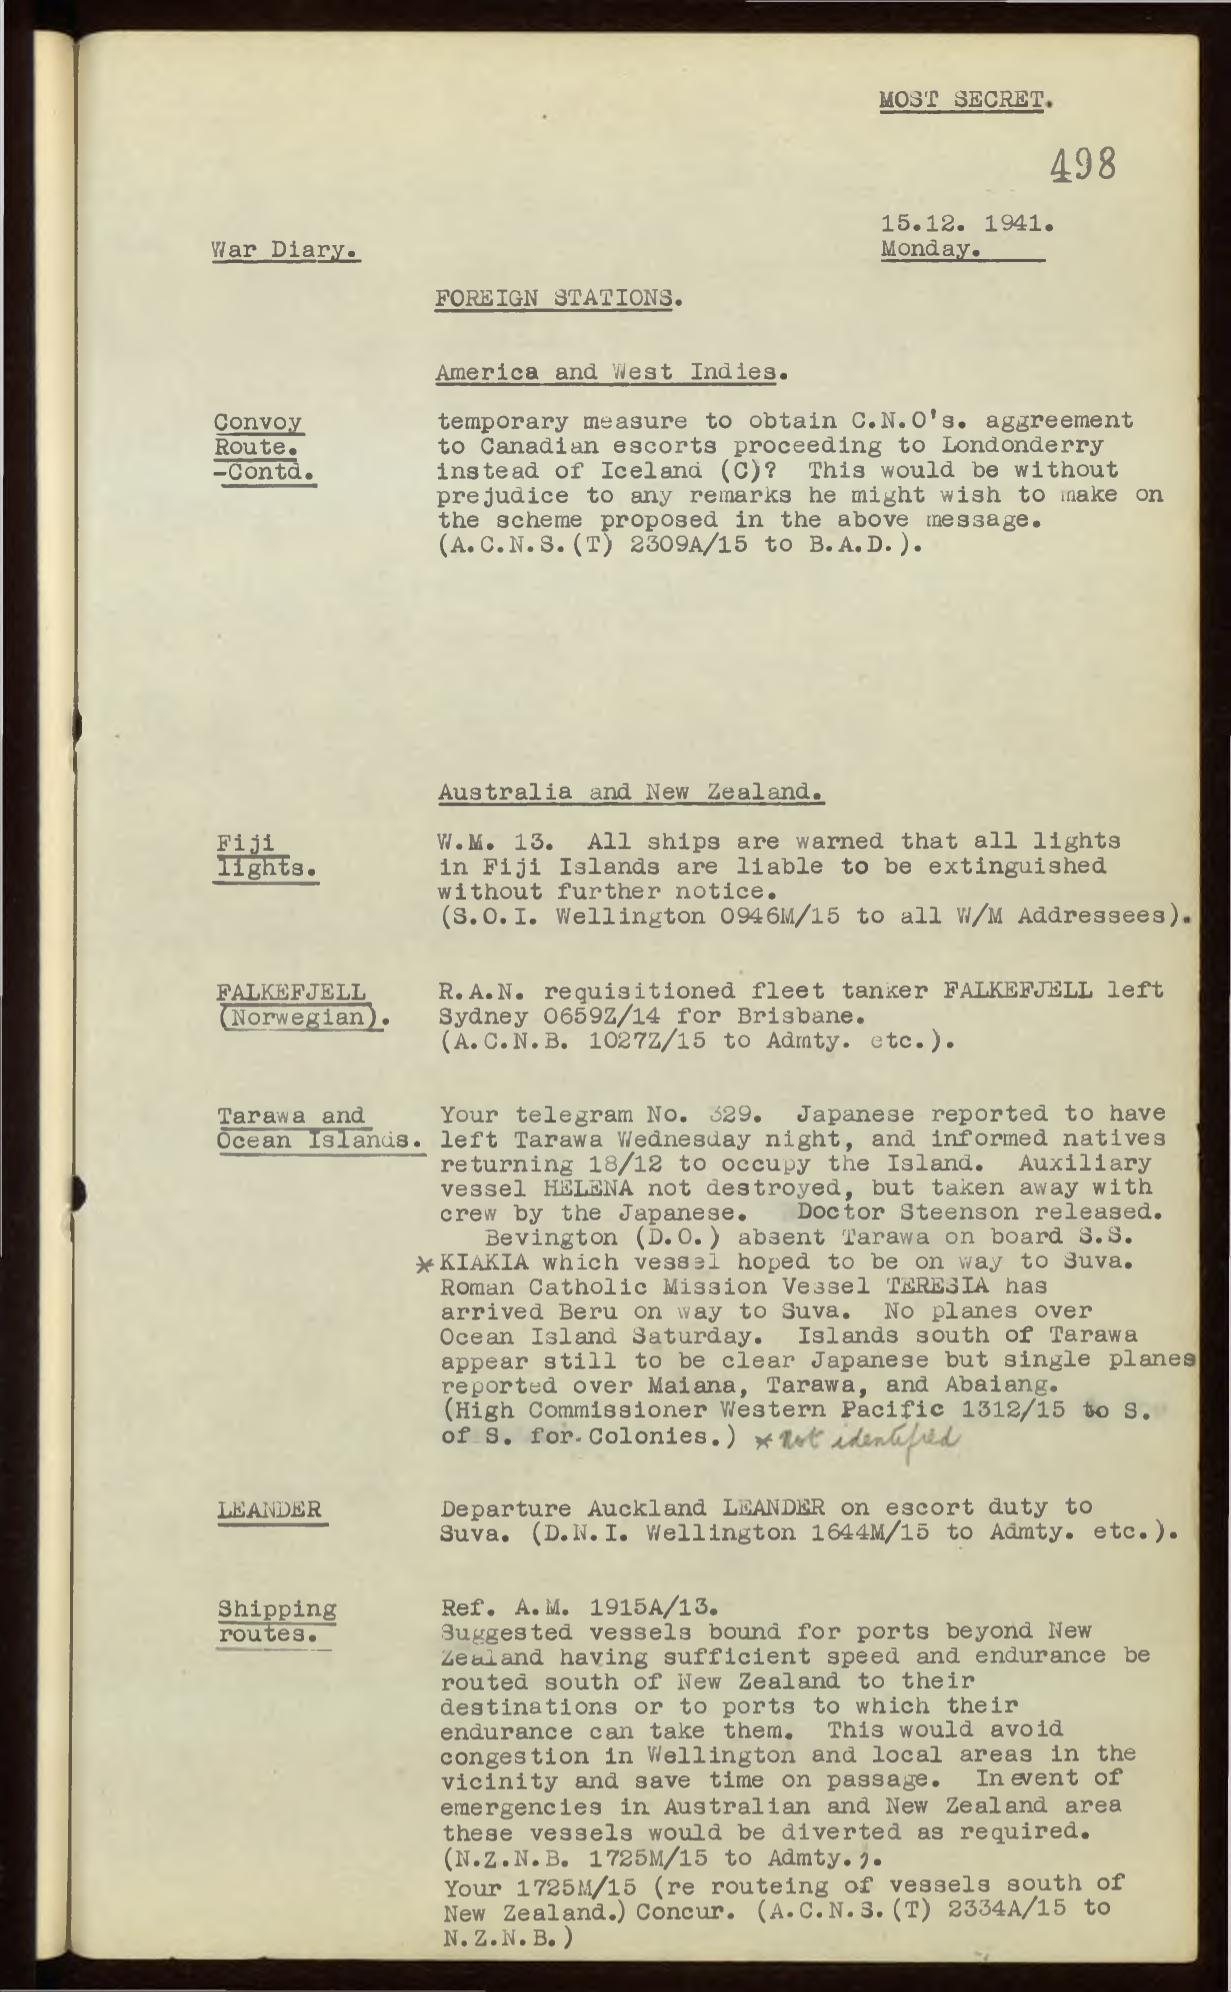 MOST SECRET.
498
15.12. 1941.
War Diary.
Monday.
FOREIGN STATIONS.
America and West Indies.
Convoy
Route.
-Contd.
temporary measure to obtain C.N.O's. aggreement
to Canadian escorts proceeding to Londonderry
instead of Iceland (C)? This would be without
prejudice to any remarks he might wish to make on
the scheme proposed in the above message.
(A.C.N.S.(T) 2309A/15 to B.A.D.).
Australia and New Zealand.
Fiji
lights.
W.M. 13. All ships are warned that all lights
in Fiji Islands are liable to be extinguished
without further notice.
(S.O.I. Wellington 0946M/15 to all W/M Addressees).
FALKEFJELL
(Norwegian).
R.A.N. requisitioned fleet tanker FALKEFJELL left
Sydney 0659Z/14 for Brisbane.
(A.C.N.B. 1027Z/15 to Admty. etc.).
Tarawa and
Ocean Islands.
Your telegram No. 329. Japanese reported to have
left Tarawa Wednesday night, and informed natives
returning 18/12 to occupy the Island. Auxiliary
vessel HELENA not destroyed, but taken away with
crew by the Japanese. Doctor Steenson released.
Bevington (D.O.) absent Tarawa on board S.S.
* KIAKIA which vessel hoped to be on way to Suva.
Roman Catholic Mission Vessel TERESIA has
arrived Beru on way to Suva. No planes over
Ocean Island Saturday. Islands south of Tarawa
appear still to be clear Japanese but single planes
reported over Maiana, Tarawa, and Abaiang.
(High Commissioner Western Pacific 1312/15 to S.
of S. for Colonies.) * Not identified
LEANDER
Departure Auckland LEANDER on escort duty to
Suva. (D.N.I. Wellington 1644M/15 to Admty. etc.).
Shipping
routes.
Ref. A.M. 1915A/13.
Suggested vessels bound for ports beyond New
Zealand having sufficient speed and endurance be
routed south of New Zealand to their
destinations or to ports to which their
endurance can take them. This would avoid
congestion in Wellington and local areas in the
vicinity and save time on passage. In event of
emergencies in Australian and New Zealand area
these vessels would be diverted as required.
(N.Z.N.B. 1725M/15 to Admty.).
Your 1725M/15 (re routeing of vessels south of
New Zealand.) Concur. (A.C.N.S.(T) 2334A/15 to
N.Z.N.B.)